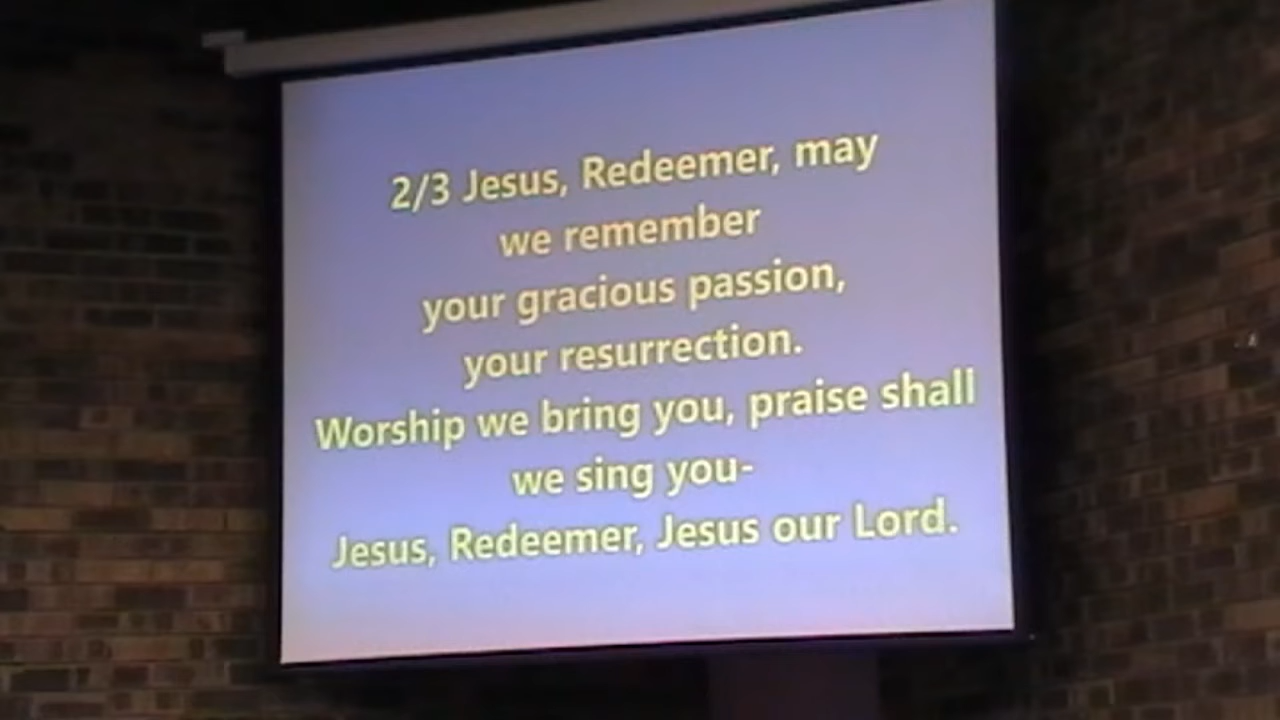 2/3 Jesus, Redeemer, may
we remember
your gracious passion,
your resurrection.
Worship we bring you, praise shall
we sing you-
Jesus, Redeemer, Jesus our Lord.